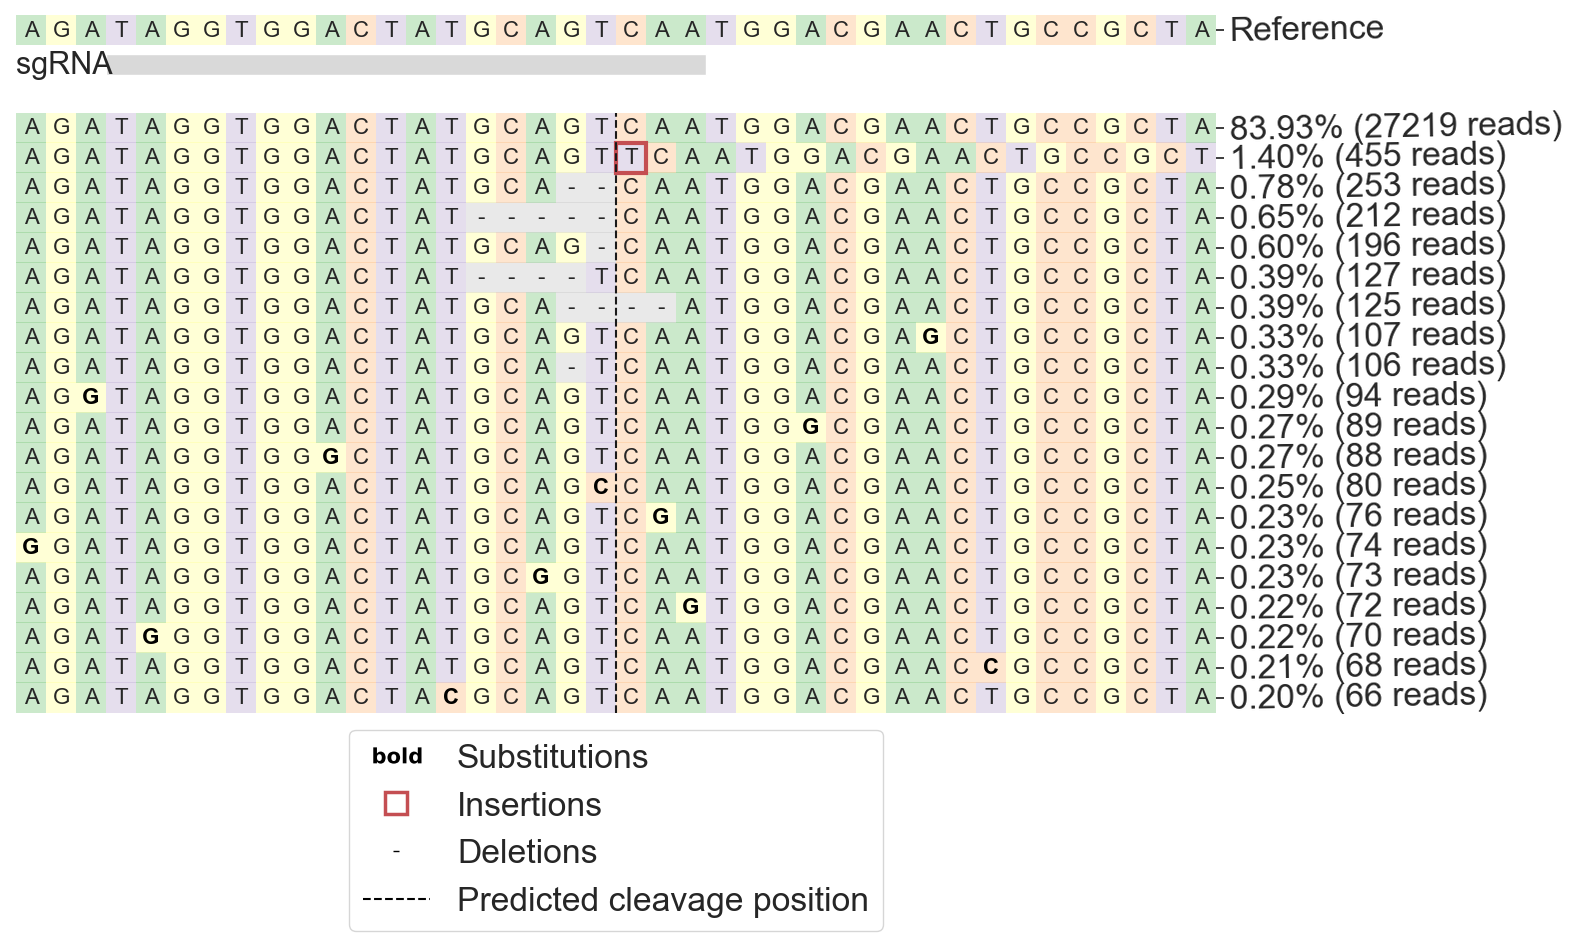 A G A T A G G T G G A C T A T G C A G T C A A T G G A C G A A C T G C C G C T A Reference
sgRNA
A G A T A G G T G G A C T A T G C A G T C A A T G G A C G A A C T G C C G C T A 83.93% (27219 reads)
A G A T A G G T G G A C T A T G C A G T T C A A T G G A C G A A C T G C C G C T 1.40% (455 reads)
A G A T A G G T G G A C T A T G C A - - C A A T G G A C G A A C T G C C G C T A 0.78% (253 reads)
A G A T A G G T G G A C T A T - - - - - C A A T G G A C G A A C T G C C G C T A 0.65% (212 reads)
A G A T A G G T G G A C T A T G C A G - C A A T G G A C G A A C T G C C G C T A 0.60% (196 reads)
A G A T A G G T G G A C T A T - - - - T C A A T G G A C G A A C T G C C G C T A 0.39% (127 reads)
A G A T A G G T G G A C T A T G C A - - - - A T G G A C G A A C T G C C G C T A 0.39% (125 reads)
A G A T A G G T G G A C T A T G C A G T C A A T G G A C G A G C T G C C G C T A 0.33% (107 reads)
A G A T A G G T G G A C T A T G C A - T C A A T G G A C G A A C T G C C G C T A 0.33% (106 reads)
A G G T A G G T G G A C T A T G C A G T C A A T G G A C G A A C T G C C G C T A 0.29% (94 reads)
A G A T A G G T G G A C T A T G C A G T C A A T G G G C G A A C T G C C G C T A 0.27% (89 reads)
A G A T A G G T G G G C T A T G C A G T C A A T G G A C G A A C T G C C G C T A 0.27% (88 reads)
A G A T A G G T G G A C T A T G C A G C C A A T G G A C G A A C T G C C G C T A 0.25% (80 reads)
A G A T A G G T G G A C T A T G C A G T C G A T G G A C G A A C T G C C G C T A 0.23% (76 reads)
G G A T A G G T G G A C T A T G C A G T C A A T G G A C G A A C T G C C G C T A 0.23% (74 reads)
A G A T A G G T G G A C T A T G C G G T C A A T G G A C G A A C T G C C G C T A 0.23% (73 reads)
A G A T A G G T G G A C T A T G C A G T C A G T G G A C G A A C T G C C G C T A 0.22% (72 reads)
A G A T G G G T G G A C T A T G C A G T C A A T G G A C G A A C T G C C G C T A 0.22% (70 reads)
A G A T A G G T G G A C T A T G C A G T C A A T G G A C G A A C C G C C G C T A 0.21% (68 reads)
A G A T A G G T G G A C T A C G C A G T C A A T G G A C G A A C T G C C G C T A 0.20% (66 reads)
bold Substitutions
Insertions
- Deletions
Predicted cleavage position